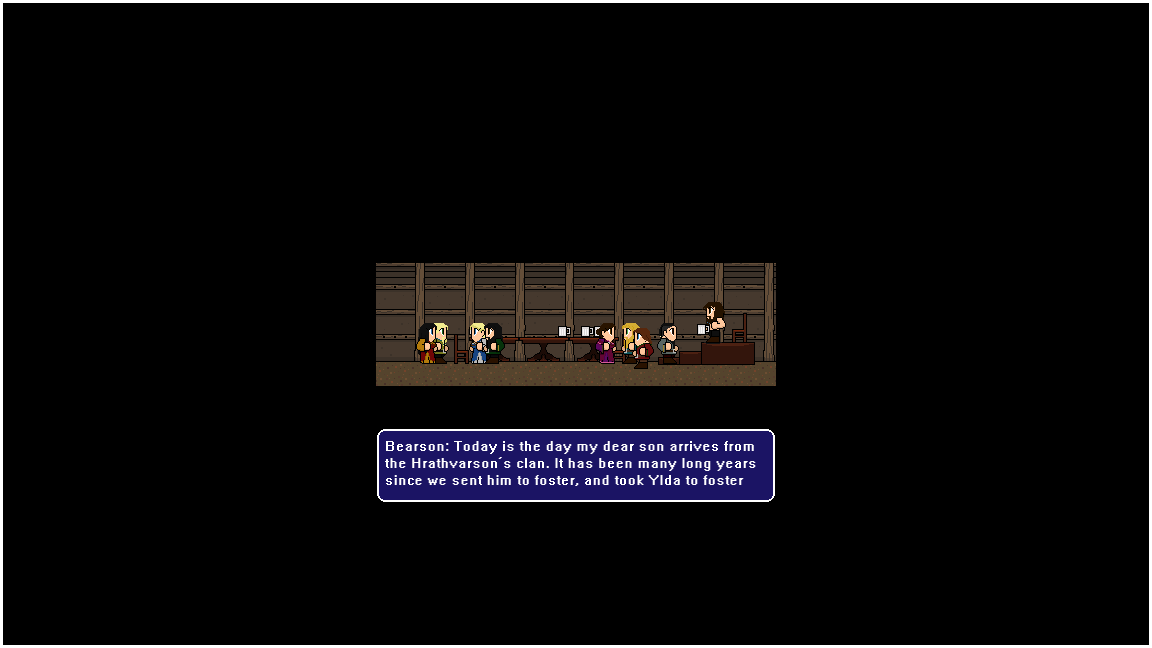 Bearson: Today is the day my dear son arrives from
the Hrathvarson´s clan. It has been many long years
since we sent him to foster, and took Ylda to foster